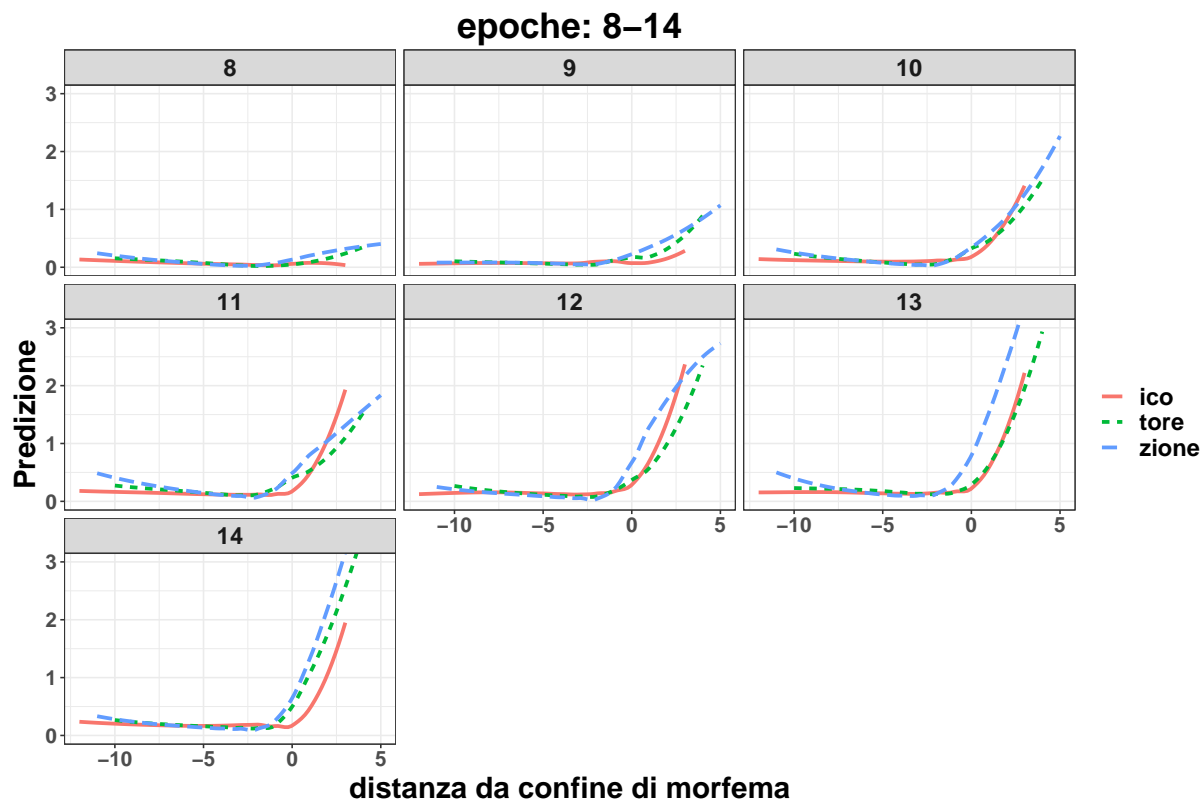 epoche: 8–14
8 9 10
3
2
1
0
11 12 13
3
2
1
0
−10 −5 0 5 −10 −5 0 5
14
3
2
1
0
−10 −5 0 5
Predizione
distanza da confine di morfema
ico
tore
zione